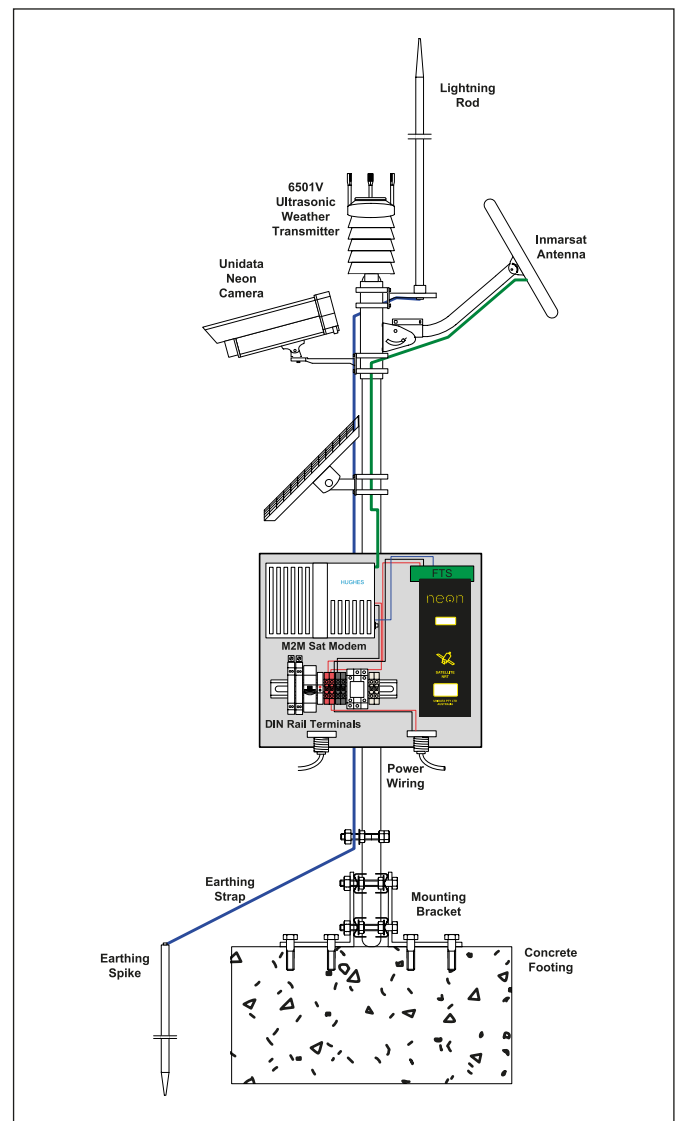 Lightning
Rod
6501V
Ultrasonic
Weather
Transmitter
Inmarsat
Antenna
Unidata
Neon
Camera
HUGHES
FTS
neon
M2M Sat Modem
SATELLITE
DIN Rail Terminals
Power
Wiring
Earthing
Strap
Mounting
Bracket
Earthing
Spike
Concrete
Footing